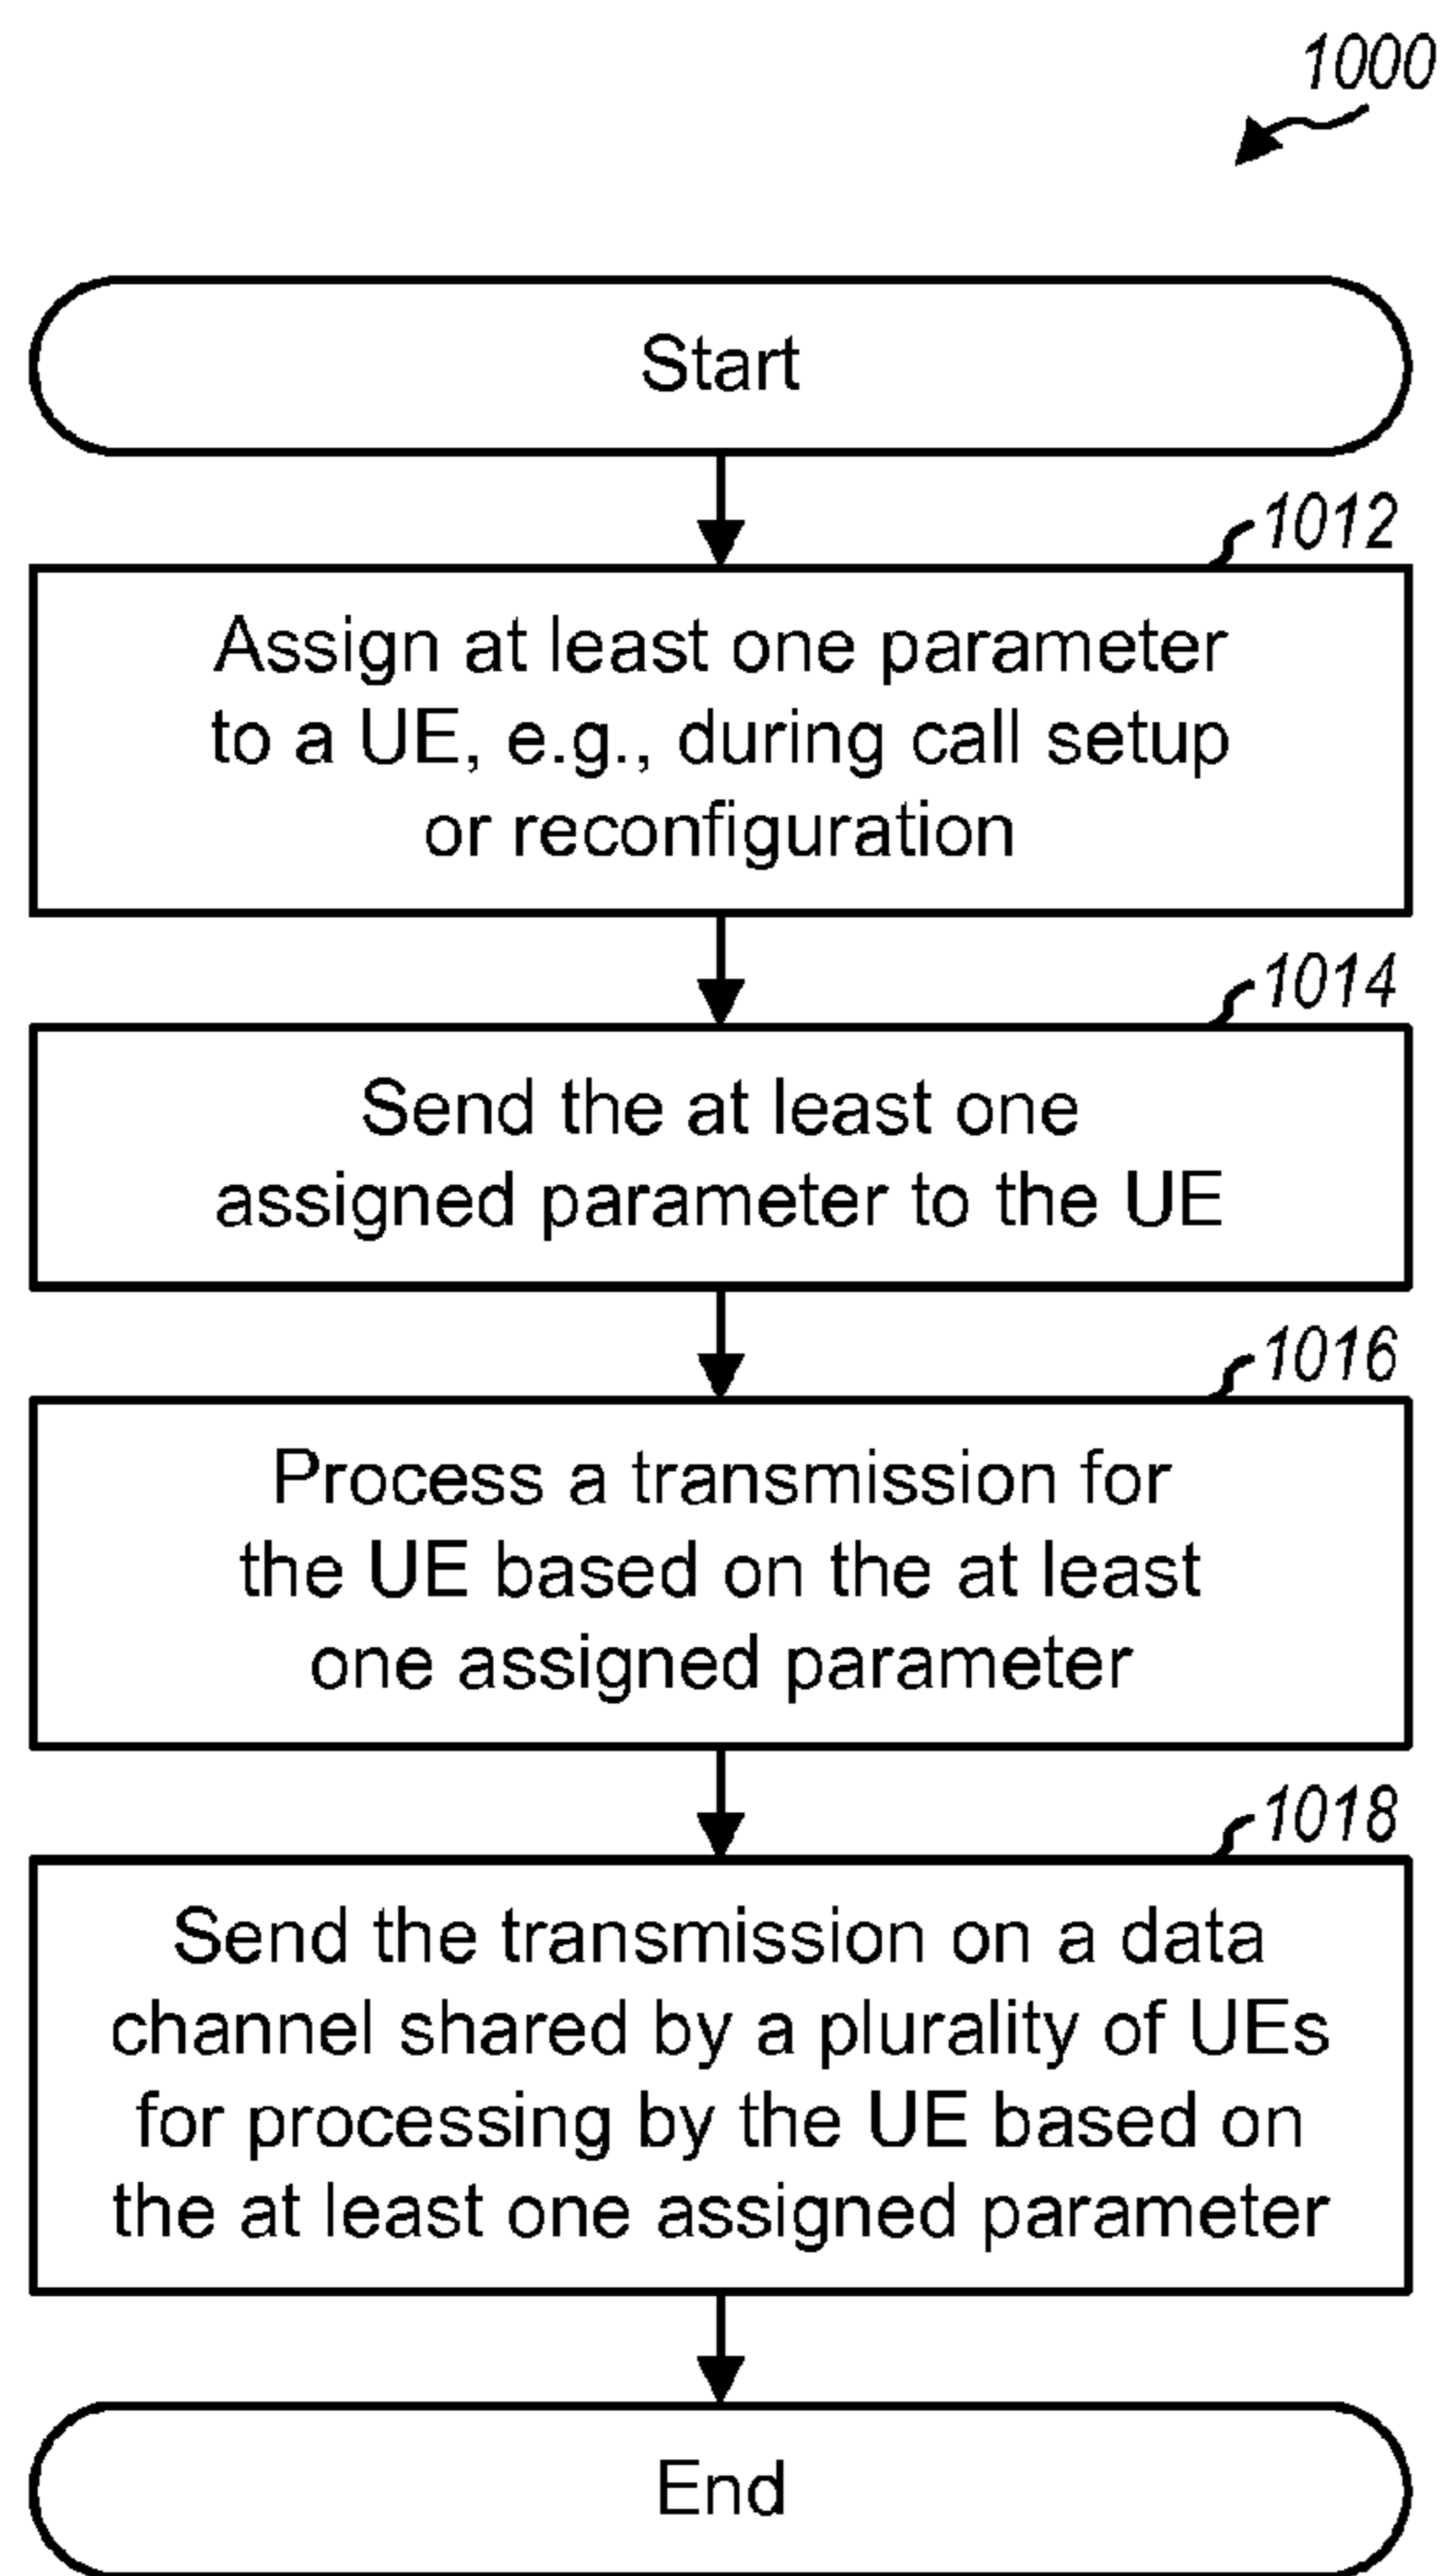 1000
Start
1012
Assign at least one parameter
to a UE, e.g., during call setup
or reconfiguration
1014
Send the at least one
assigned parameter to the UE
1016
Process a transmission for
the UE based on the at least
one assigned parameter
1018
Send the transmission on a data
channel shared by a plurality of UEs
for processing by the UE based on
the at least one assigned parameter
End